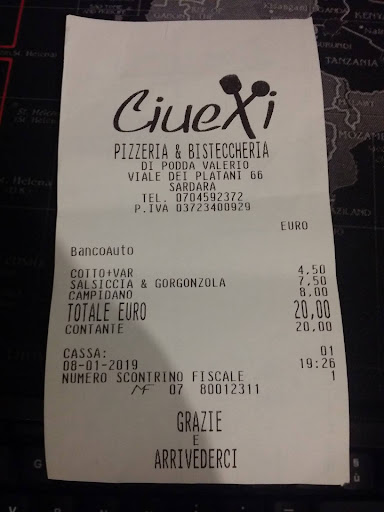 CiueXi
PIZZERIA & BISTECCHERIA
DI PODDA VALERIO
VIALE DEI PLATANI 66
SARDARA
TEL. 0704592372
P.IVA 03723400929
EURO
BANCOAUTO
COTTO+VAR 4,50
SALSICCIA & GORGONZOLA 7,50
CAMPIDANO 8,00
TOTALE EURO 20,00
CONTANTE 20,00
CASSA: 01
08-01-2019 19:26
NUMERO SCONTRINO FISCALE 1
MF 07 80012311
GRAZIE
E
ARRIVEDERCI
TANZANIA